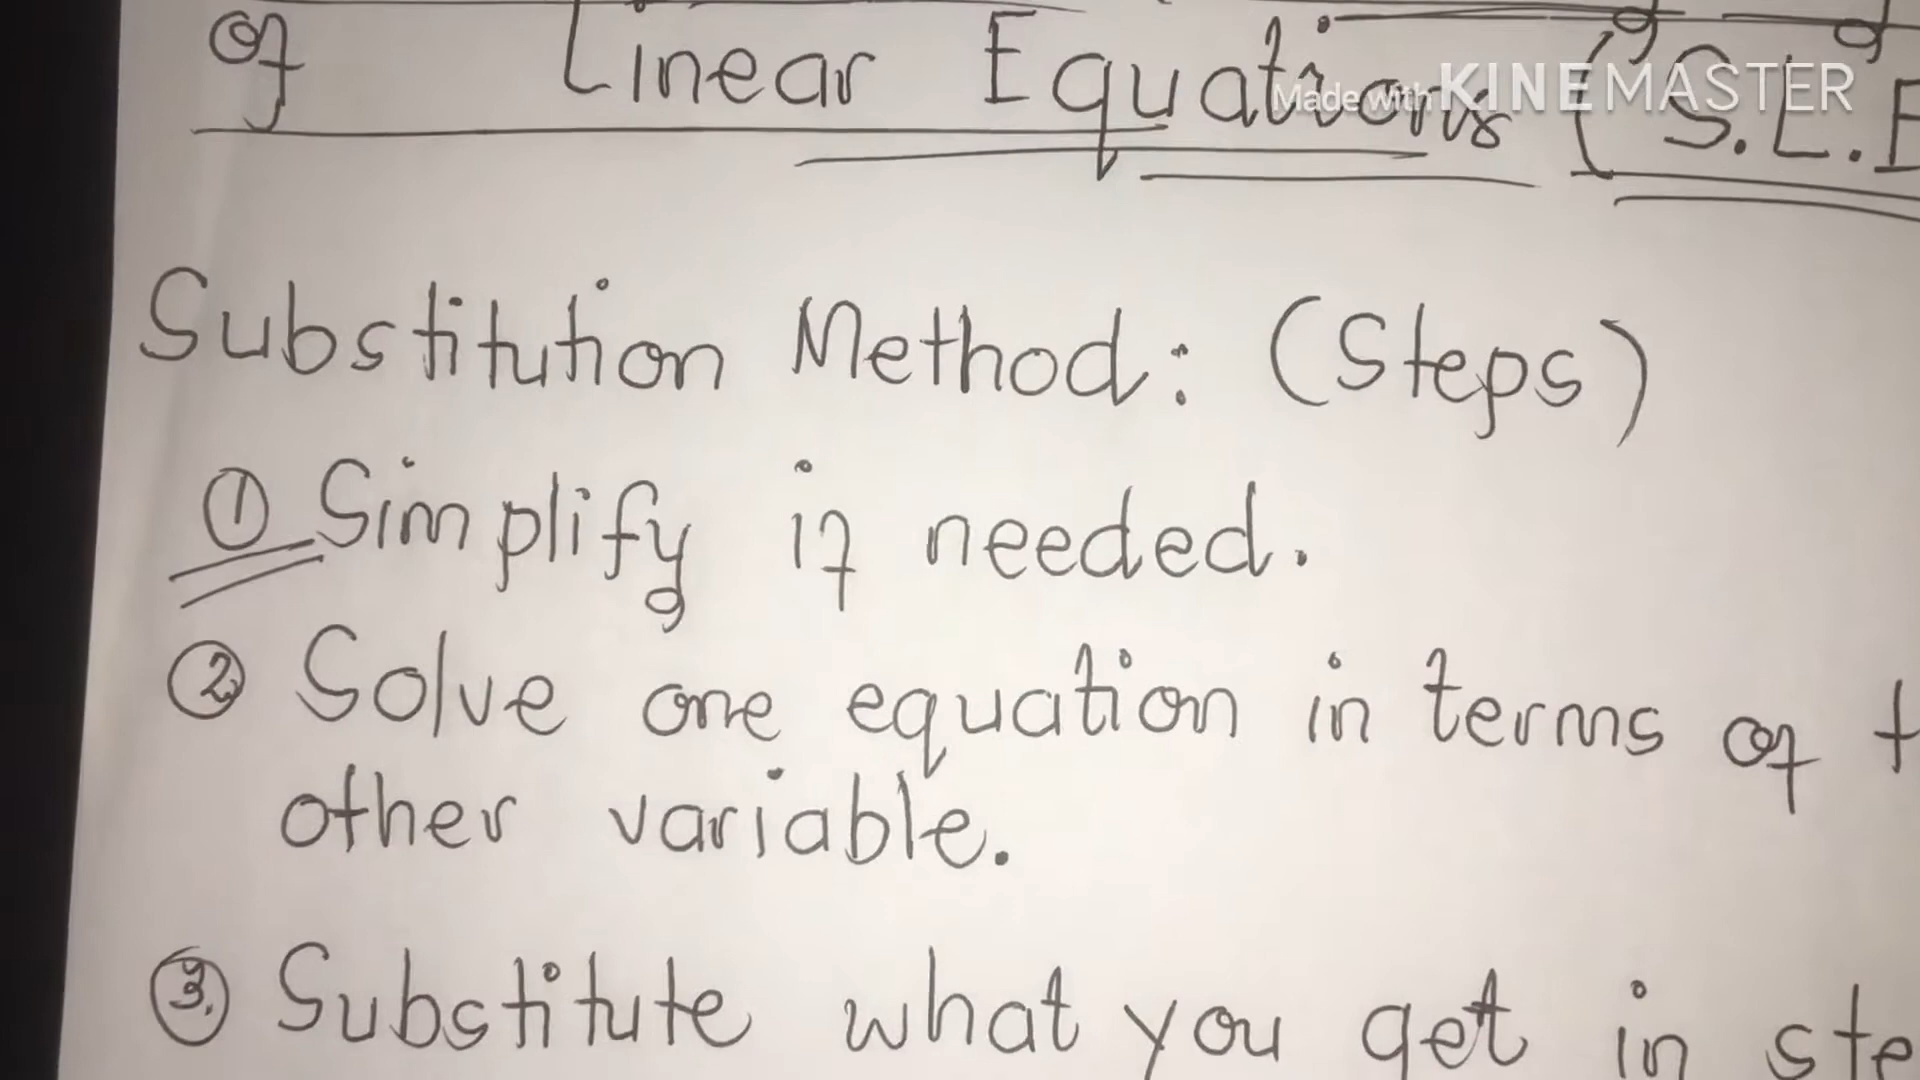 of Linear Equations (S.L.E
Made with KINEMASTER
Substitution Method: (Steps)
① Simplify if needed.
② Solve one equation in terms of t
other variable.
③ Substitute what you get in ste